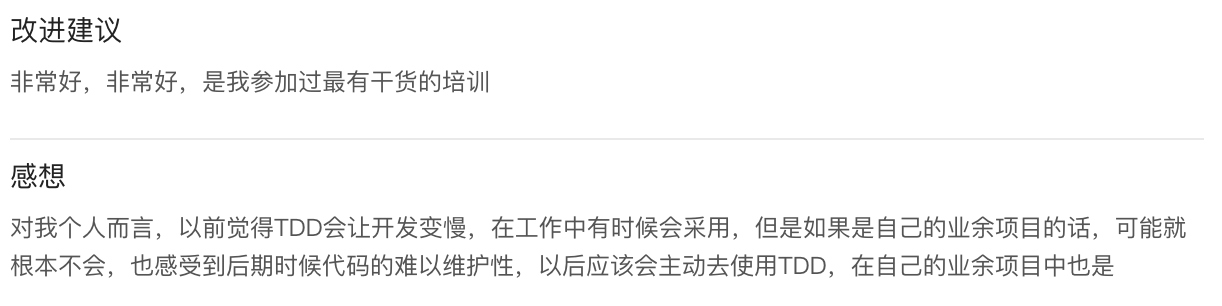 改进建议
非常好，非常好，是我参加过最有干货的培训
感想
对我个人而言，以前觉得TDD会让开发变慢，在工作中有时候会采用，但是如果是自己的业余项目的话，可能就
根本不会，也感受到后期时候代码的难以维护性，以后应该会主动去使用TDD，在自己的业余项目中也是